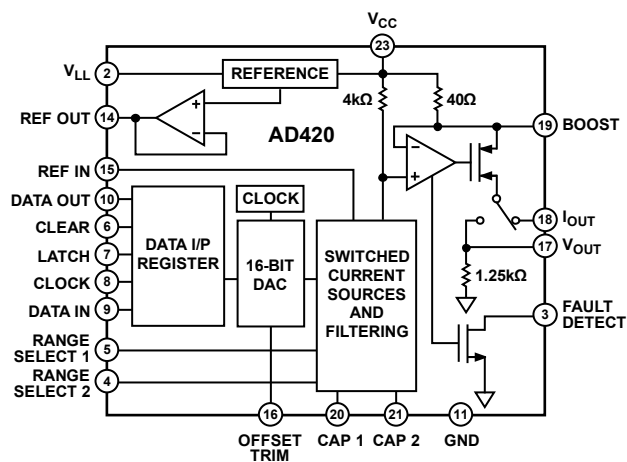 VCC
23
VLL 2
REFERENCE
4kΩ
40Ω
REF OUT 14
+
−
AD420
−
+
19 BOOST
REF IN 15
DATA OUT 10
CLEAR 6
LATCH 7
CLOCK 8
DATA IN 9
DATA I/P
REGISTER
CLOCK
16-BIT
DAC
SWITCHED
CURRENT
SOURCES
AND
FILTERING
18 IOUT
17 VOUT
1.25kΩ
3 FAULT
DETECT
RANGE
SELECT 1
5
RANGE
SELECT 2
4
16
20
21
11
OFFSET
TRIM
CAP 1
CAP 2
GND